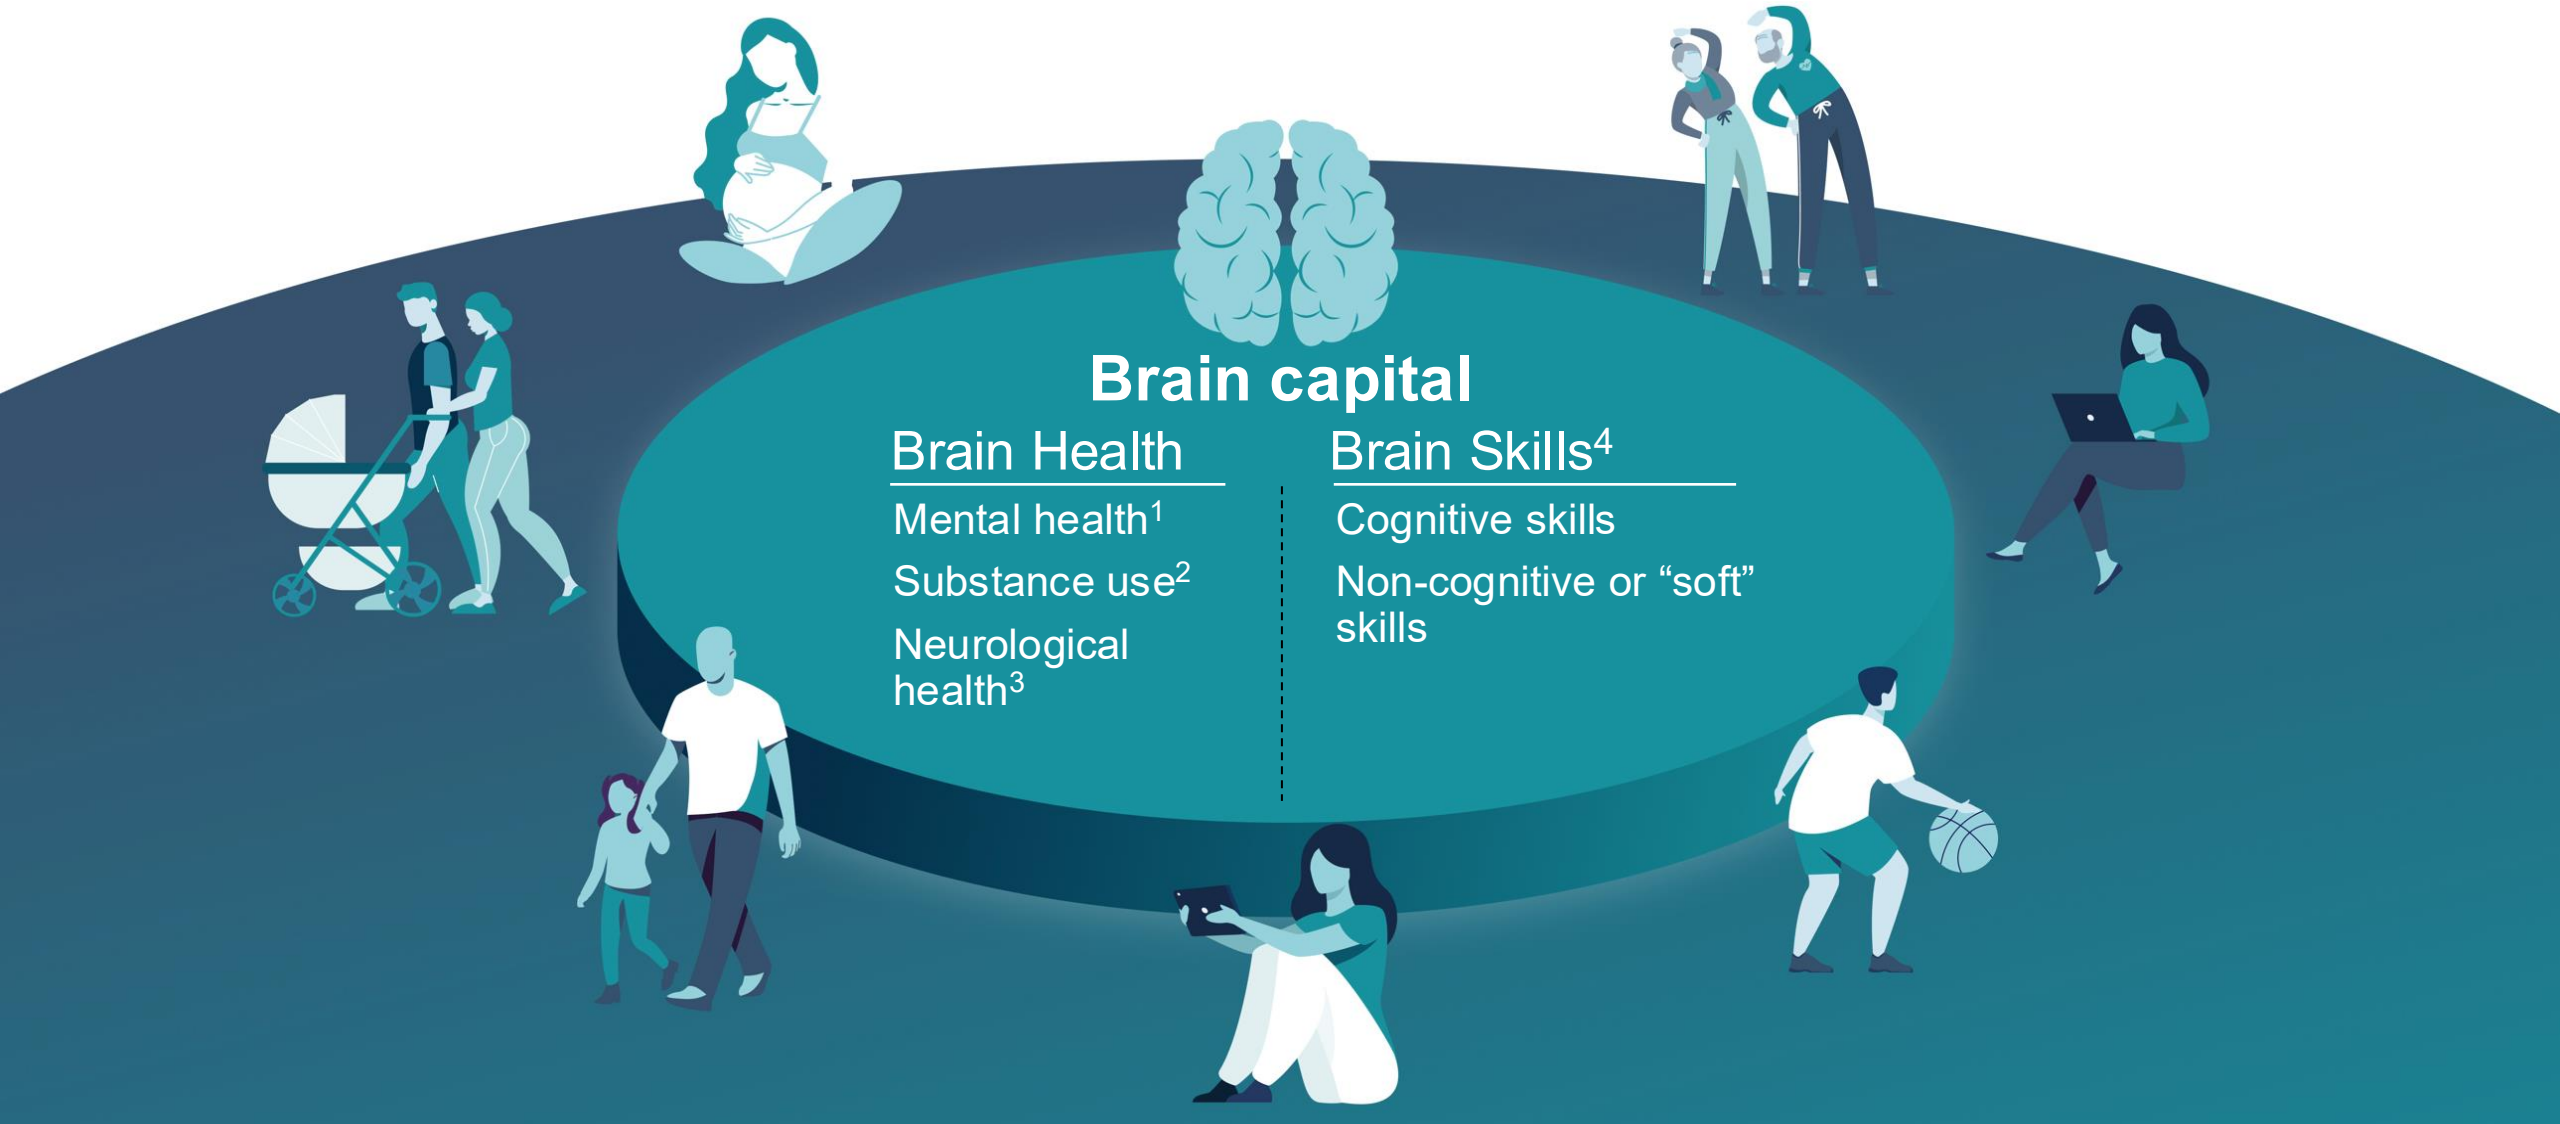 Brain capital
Brain Health
Mental health¹
Substance use²
Neurological
health³
Brain Skills⁴
Cognitive skills
Non-cognitive or “soft”
skills